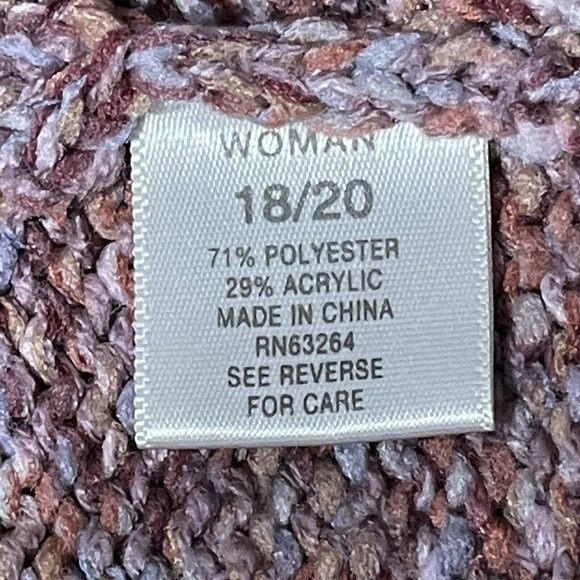 WOMAN
18/20
71% POLYESTER
29% ACRYLIC
MADE IN CHINA
RN63264
SEE REVERSE
FOR CARE